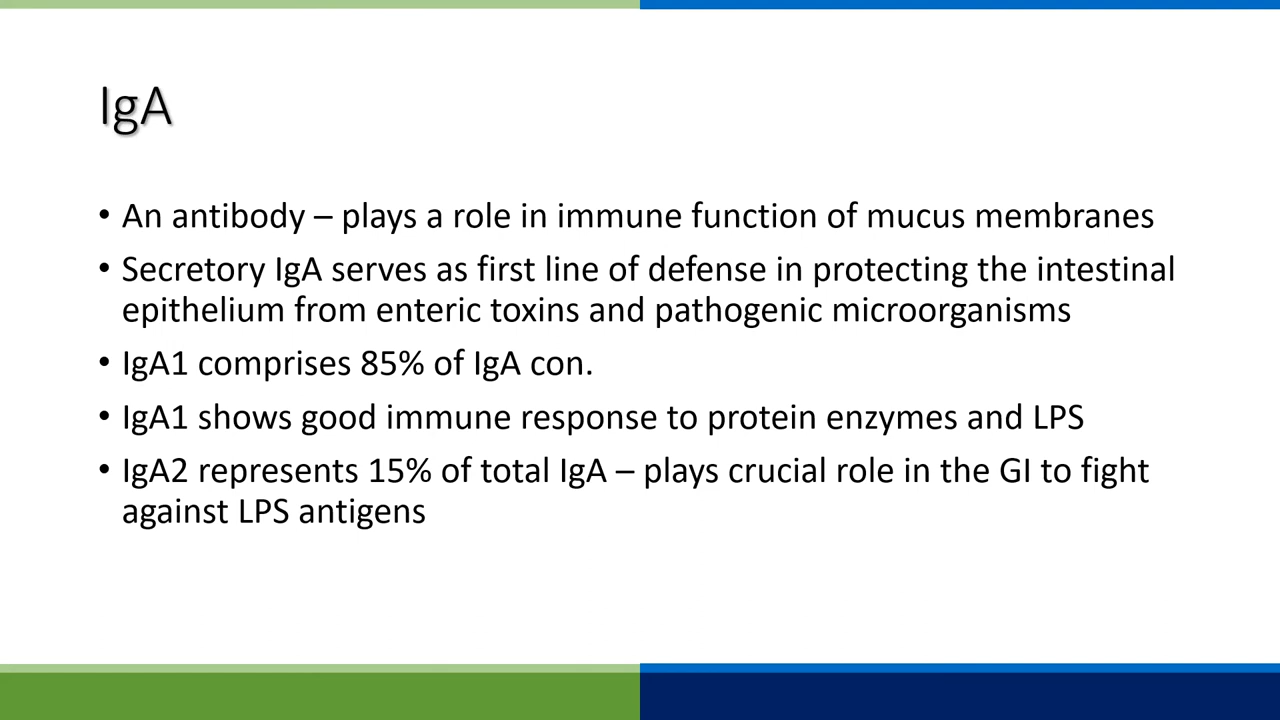 IgA
• An antibody – plays a role in immune function of mucus membranes
• Secretory IgA serves as first line of defense in protecting the intestinal
epithelium from enteric toxins and pathogenic microorganisms
• IgA1 comprises 85% of IgA con.
• IgA1 shows good immune response to protein enzymes and LPS
• IgA2 represents 15% of total IgA – plays crucial role in the GI to fight
against LPS antigens